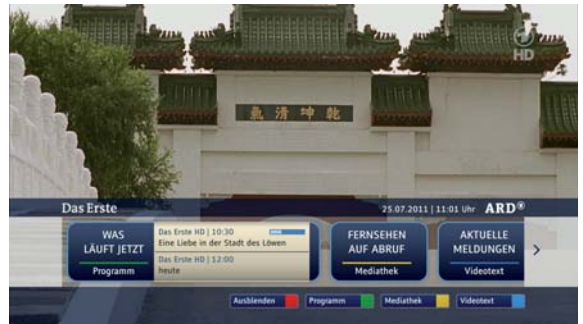 HD
乾坤清氣
Das Erste
25.07.2011 | 11:01 Uhr ARD
WAS
LÄUFT JETZT
Programm
Das Erste HD | 10:30
Eine Liebe in der Stadt des Löwen
Das Erste HD | 12:00
heute
FERNSEHEN
AUF ABRUF
Mediathek
AKTUELLE
MELDUNGEN
Videotext
>
Ausblenden Programm Mediathek Videotext